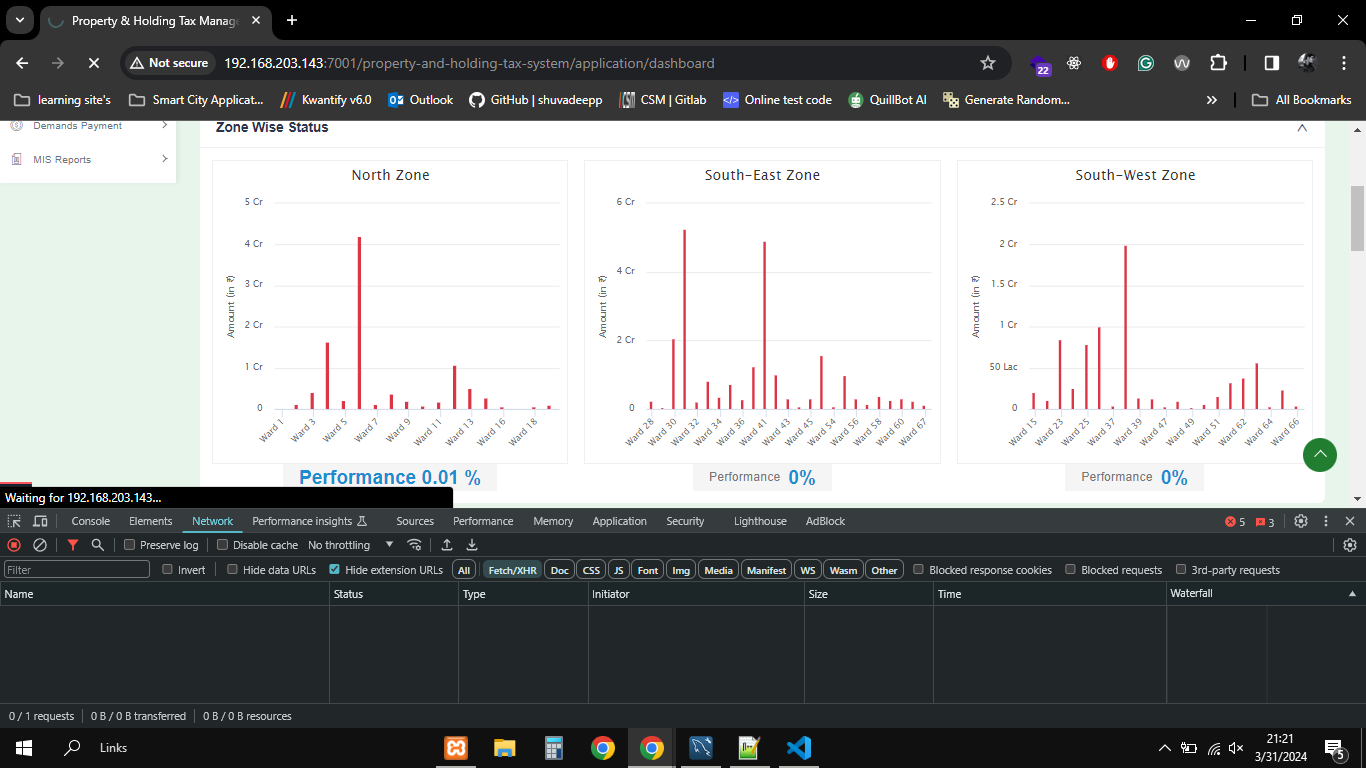 Property & Holding Tax Manag
Not secure
192.168.203.143:7001/property-and-holding-tax-system/application/dashboard
22
learning site's
Smart City Applicat...
Kwantify v6.0
Outlook
GitHub | shuvadeepp
CSM | Gitlab
Online test code
QuillBot AI
Generate Random...
»
All Bookmarks
Demands Payment
MIS Reports
Zone Wise Status
North Zone
5 Cr
4 Cr
3 Cr
2 Cr
1 Cr
0
Amount (in ₹)
Ward 1
Ward 3
Ward 5
Ward 7
Ward 9
Ward 11
Ward 13
Ward 16
Ward 18
Performance 0.01 %
South-East Zone
6 Cr
4 Cr
2 Cr
0
Amount (in ₹)
Ward 28
Ward 30
Ward 32
Ward 34
Ward 36
Ward 41
Ward 43
Ward 45
Ward 54
Ward 56
Ward 58
Ward 60
Ward 67
Performance 0%
South-West Zone
2.5 Cr
2 Cr
1.5 Cr
1 Cr
50 Lac
0
Amount (in ₹)
Ward 15
Ward 23
Ward 25
Ward 37
Ward 39
Ward 47
Ward 49
Ward 51
Ward 62
Ward 64
Ward 66
Performance 0%
Waiting for 192.168.203.143...
Console
Elements
Network
Performance insights
Sources
Performance
Memory
Application
Security
Lighthouse
AdBlock
5
3
Preserve log
Disable cache
No throttling
Filter
Invert
Hide data URLs
Hide extension URLs
All
Fetch/XHR
Doc
CSS
JS
Font
Img
Media
Manifest
WS
Wasm
Other
Blocked response cookies
Blocked requests
3rd-party requests
Name
Status
Type
Initiator
Size
Time
Waterfall
0 / 1 requests
0 B / 0 B transferred
0 B / 0 B resources
Links
21:21
3/31/2024
5